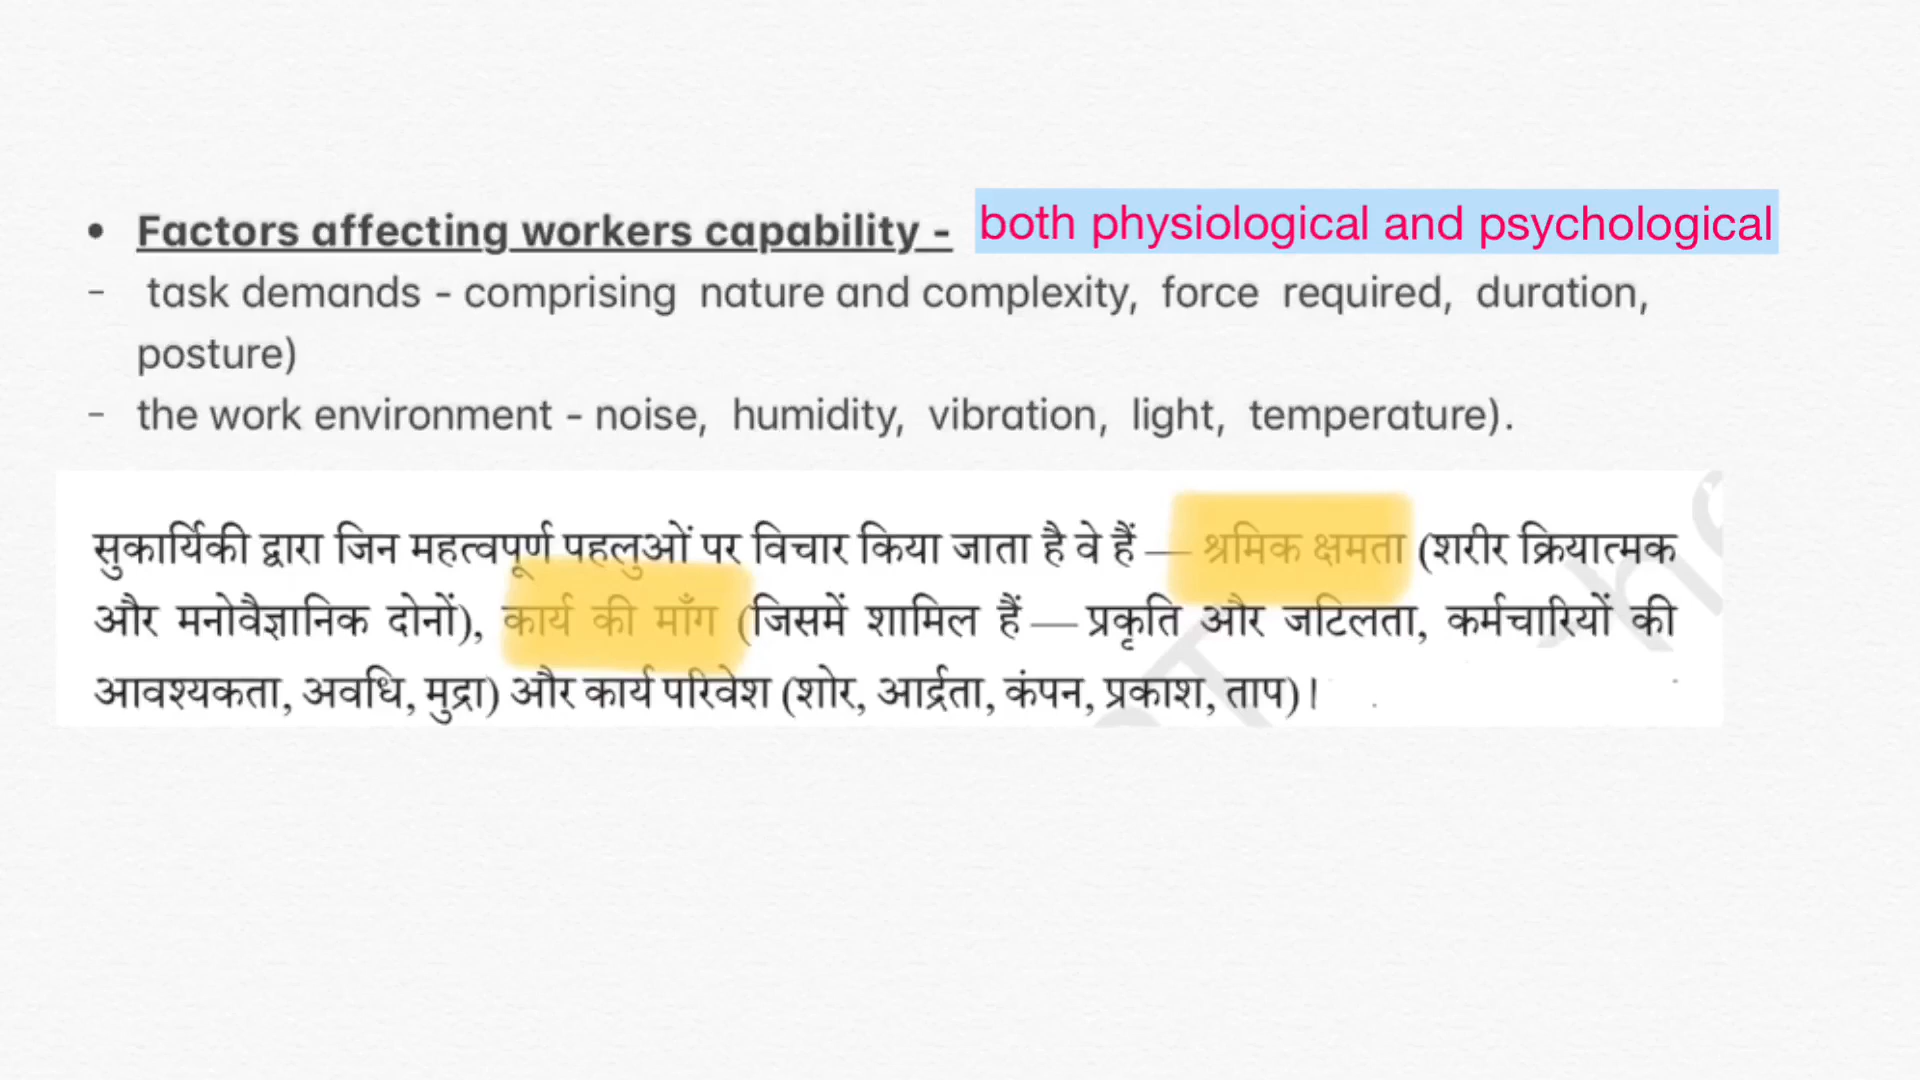 • Factors affecting workers capability - both physiological and psychological
- task demands - comprising nature and complexity, force required, duration,
posture)
- the work environment - noise, humidity, vibration, light, temperature).
सुकार्यिकी द्वारा जिन महत्वपूर्ण पहलुओं पर विचार किया जाता है वे हैं — श्रमिक क्षमता (शरीर क्रियात्मक
और मनोवैज्ञानिक दोनों), कार्य की माँग (जिसमें शामिल हैं — प्रकृति और जटिलता, कर्मचारियों की
आवश्यकता, अवधि, मुद्रा) और कार्य परिवेश (शोर, आर्द्रता, कंपन, प्रकाश, ताप)।